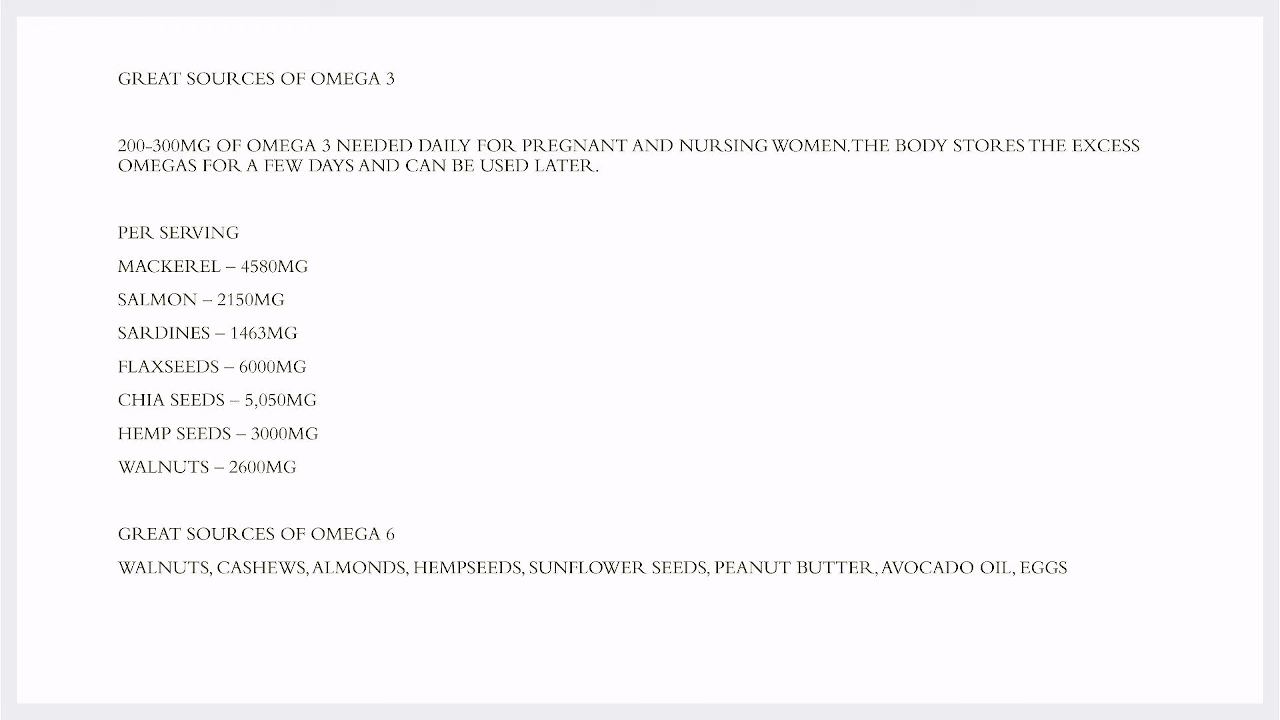 GREAT SOURCES OF OMEGA 3
200-300MG OF OMEGA 3 NEEDED DAILY FOR PREGNANT AND NURSING WOMEN. THE BODY STORES THE EXCESS
OMEGAS FOR A FEW DAYS AND CAN BE USED LATER.
PER SERVING
MACKEREL – 4580MG
SALMON – 2150MG
SARDINES – 1463MG
FLAXSEEDS – 6000MG
CHIA SEEDS – 5,050MG
HEMP SEEDS – 3000MG
WALNUTS – 2600MG
GREAT SOURCES OF OMEGA 6
WALNUTS, CASHEWS, ALMONDS, HEMPSEEDS, SUNFLOWER SEEDS, PEANUT BUTTER, AVOCADO OIL, EGGS